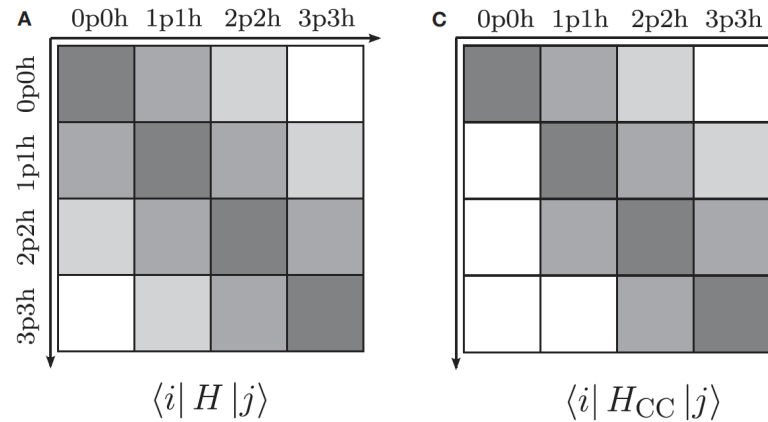 A 0p0h 1p1h 2p2h 3p3h
C 0p0h 1p1h 2p2h 3p3h
0p0h
1p1h
2p2h
3p3h
⟨i| H |j⟩
⟨i| H_CC |j⟩